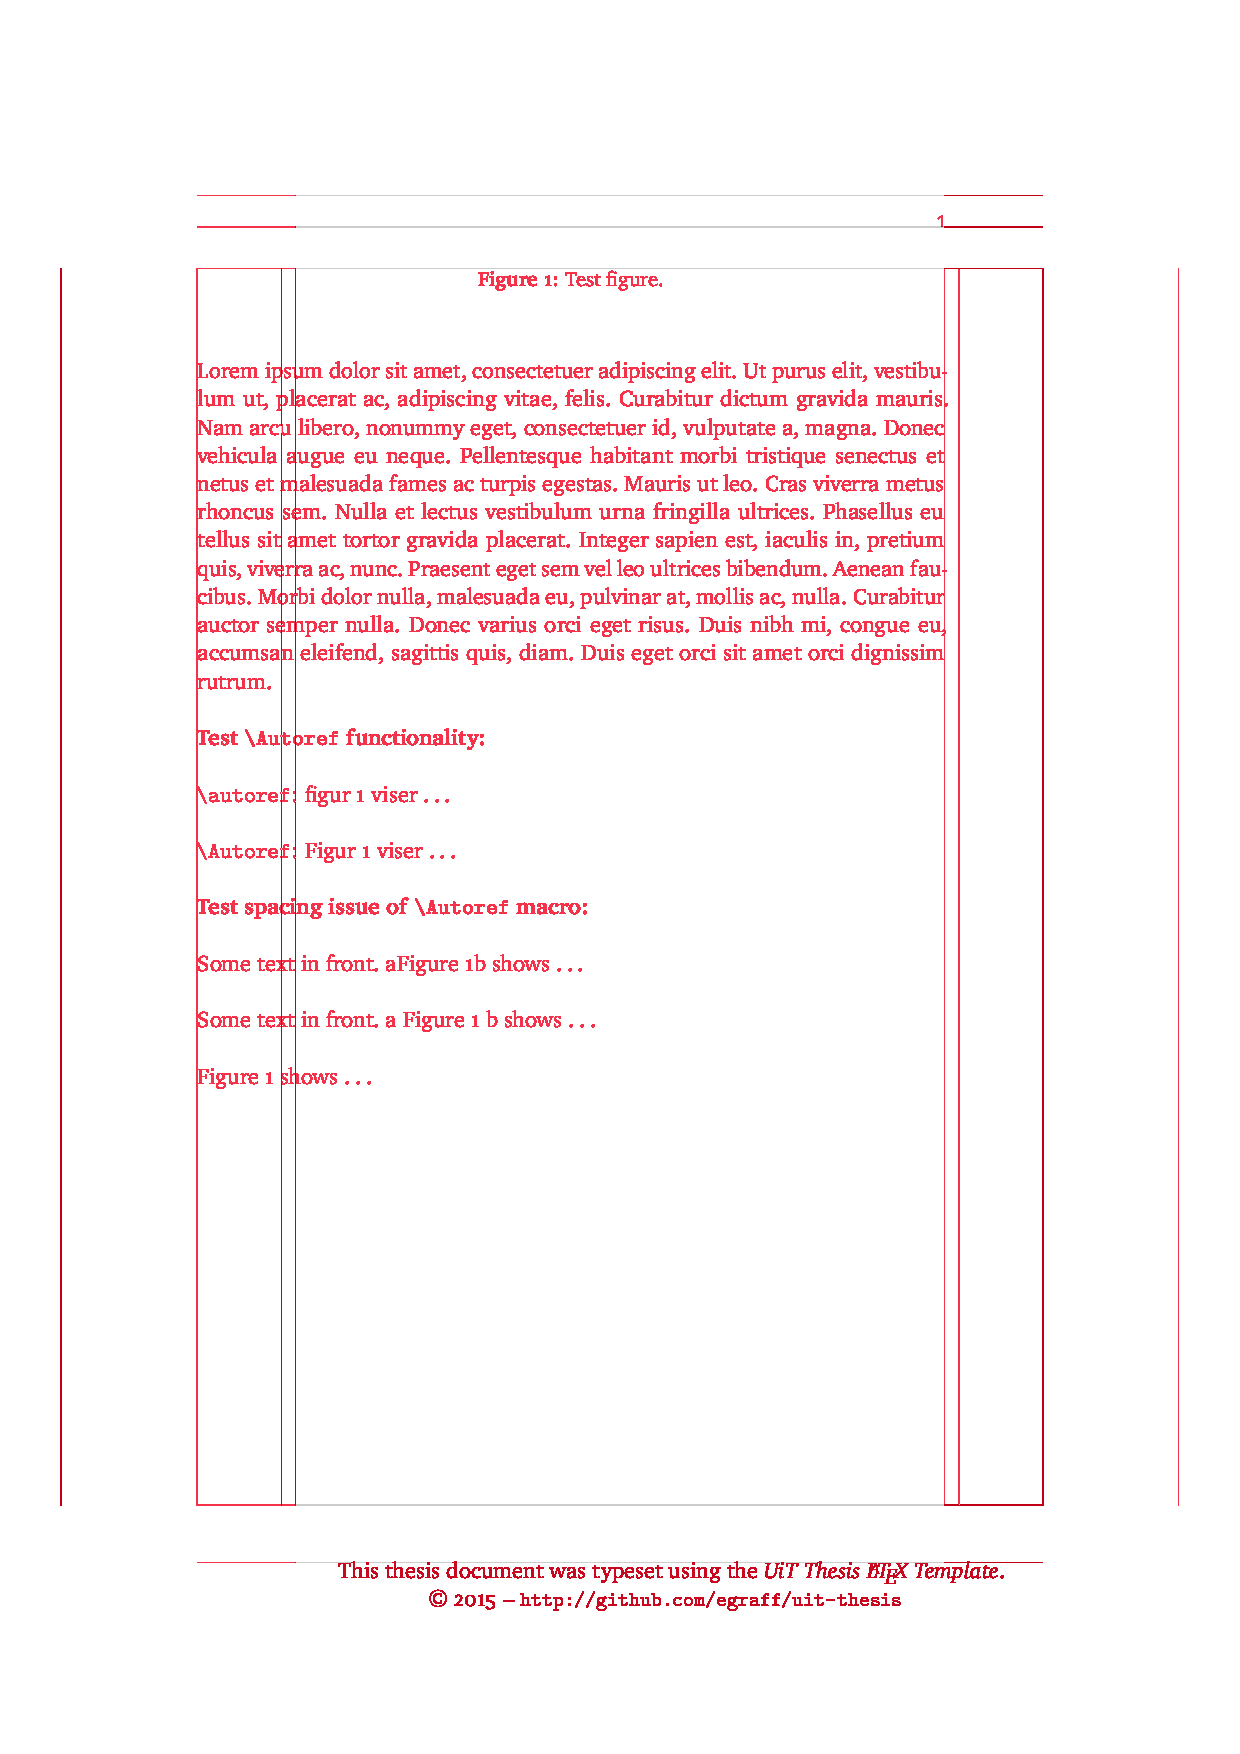 1
Figure 1: Test figure.
Lorem ipsum dolor sit amet, consectetuer adipiscing elit. Ut purus elit, vestibu-
lum ut, placerat ac, adipiscing vitae, felis. Curabitur dictum gravida mauris.
Nam arcu libero, nonummy eget, consectetuer id, vulputate a, magna. Donec
vehicula augue eu neque. Pellentesque habitant morbi tristique senectus et
netus et malesuada fames ac turpis egestas. Mauris ut leo. Cras viverra metus
rhoncus sem. Nulla et lectus vestibulum urna fringilla ultrices. Phasellus eu
tellus sit amet tortor gravida placerat. Integer sapien est, iaculis in, pretium
quis, viverra ac, nunc. Praesent eget sem vel leo ultrices bibendum. Aenean fau-
cibus. Morbi dolor nulla, malesuada eu, pulvinar at, mollis ac, nulla. Curabitur
auctor semper nulla. Donec varius orci eget risus. Duis nibh mi, congue eu,
accumsan eleifend, sagittis quis, diam. Duis eget orci sit amet orci dignissim
rutrum.
Test \Autoref functionality:
\autoref: figur 1 viser . . .
\Autoref: Figur 1 viser . . .
Test spacing issue of \Autoref macro:
Some text in front. aFigure 1b shows . . .
Some text in front. a Figure 1 b shows . . .
Figure 1 shows . . .
This thesis document was typeset using the UiT Thesis LaTeX Template.
© 2015 – http://github.com/egraff/uit-thesis